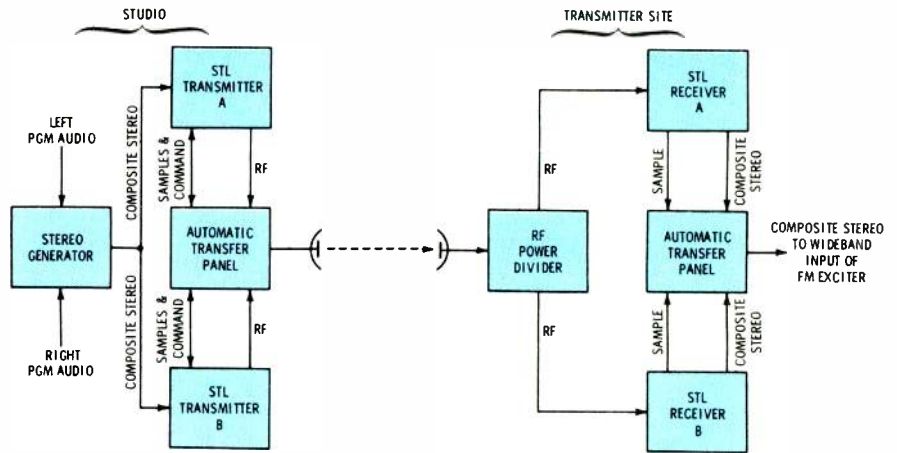 STUDIO
TRANSMITTER SITE
STL
TRANSMITTER
A
STL
RECEIVER
A
LEFT
PGM AUDIO
COMPOSITE STEREO
SAMPLES &
COMMAND
RF
RF
SAMPLE
COMPOSITE
STEREO
STEREO
GENERATOR
AUTOMATIC
TRANSFER
PANEL
RF
POWER
DIVIDER
AUTOMATIC
TRANSFER
PANEL
COMPOSITE STEREO
TO WIDEBAND
INPUT OF
FM EXCITER
RIGHT
PGM AUDIO
COMPOSITE STEREO
SAMPLES &
COMMAND
RF
RF
SAMPLE
COMPOSITE
STEREO
STL
TRANSMITTER
B
STL
RECEIVER
B